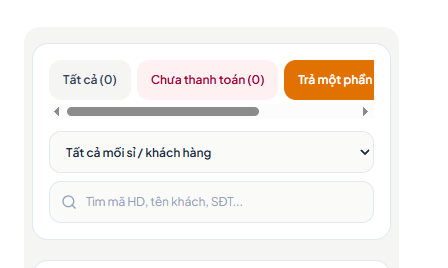 Tất cả (0)
Chưa thanh toán (0)
Trả một phần
Tất cả mối sỉ / khách hàng
Tìm mã HD, tên khách, SĐT...